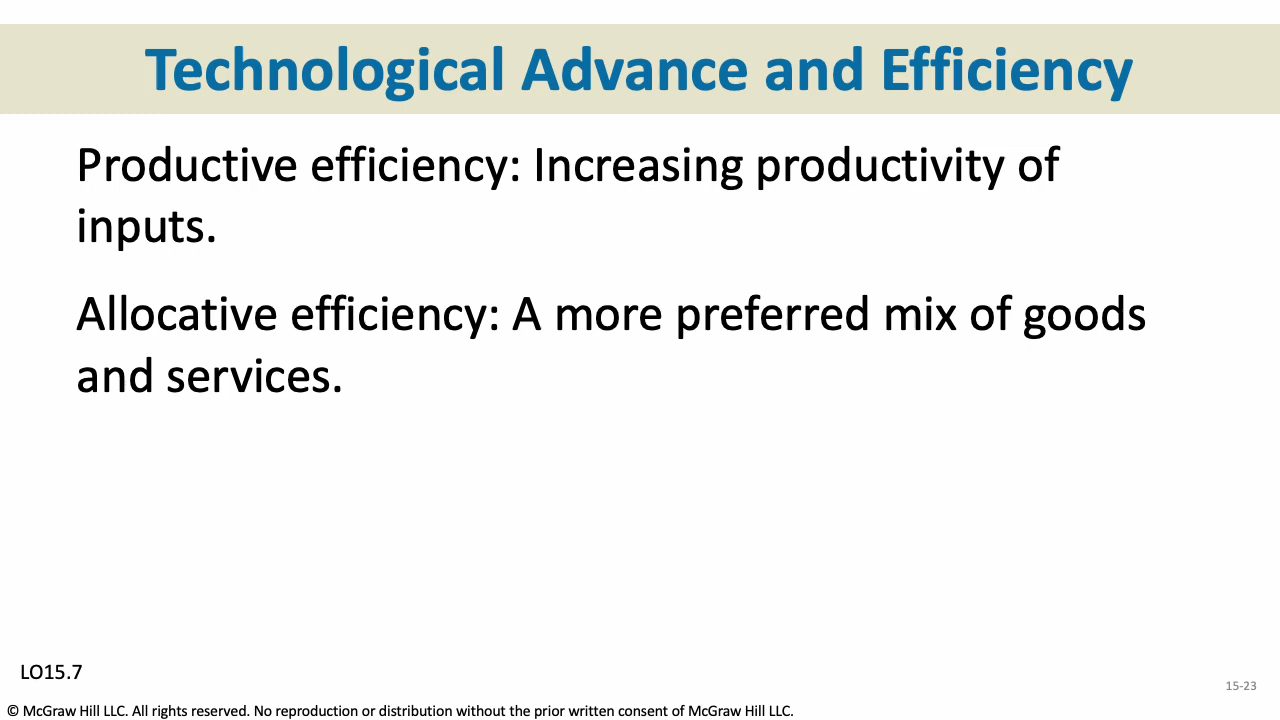 Technological Advance and Efficiency
Productive efficiency: Increasing productivity of
inputs.
Allocative efficiency: A more preferred mix of goods
and services.
LO15.7
15-23
© McGraw Hill LLC. All rights reserved. No reproduction or distribution without the prior written consent of McGraw Hill LLC.